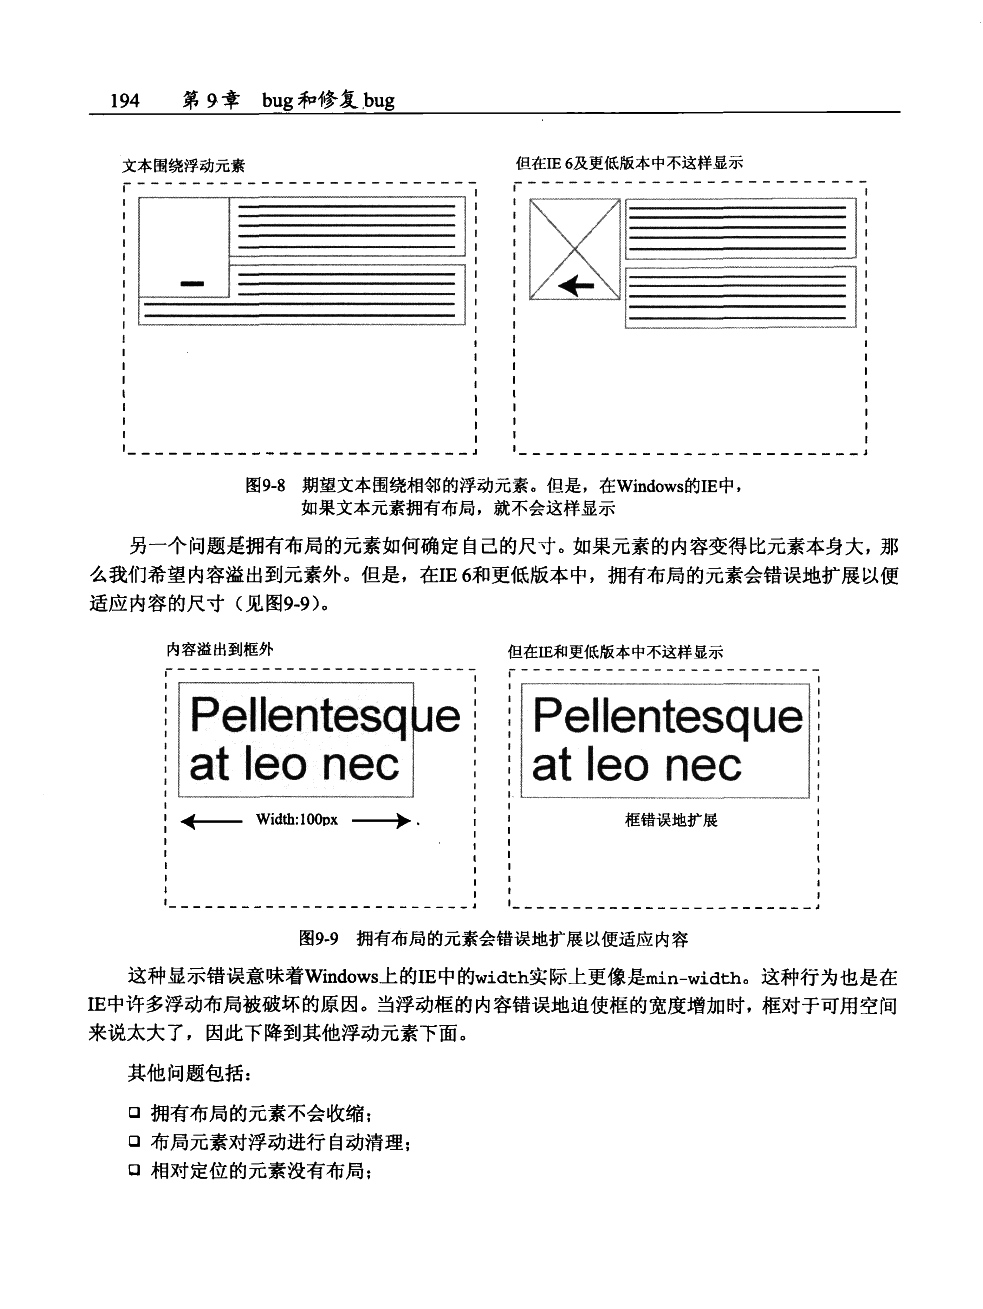 194 第 9 章 bug 和修复 bug
文本围绕浮动元素
但在IE 6及更低版本中不这样显示
图9-8 期望文本围绕相邻的浮动元素。但是，在Windows的IE中，
如果文本元素拥有布局，就不会这样显示
另一个问题是拥有布局的元素如何确定自己的尺寸。如果元素的内容变得比元素本身大，那
么我们希望内容溢出到元素外。但是，在IE 6和更低版本中，拥有布局的元素会错误地扩展以便
适应内容的尺寸（见图9-9）。
内容溢出到框外
但在IE和更低版本中不这样显示
Pellentesque
at leo nec
Width:100px
Pellentesque
at leo nec
框错误地扩展
图9-9 拥有布局的元素会错误地扩展以便适应内容
这种显示错误意味着Windows上的IE中的width实际上更像是min-width。这种行为也是在
IE中许多浮动布局被破坏的原因。当浮动框的内容错误地迫使框的宽度增加时，框对于可用空间
来说太大了，因此下降到其他浮动元素下面。
其他问题包括：
❑ 拥有布局的元素不会收缩；
❑ 布局元素对浮动进行自动清理；
❑ 相对定位的元素没有布局；